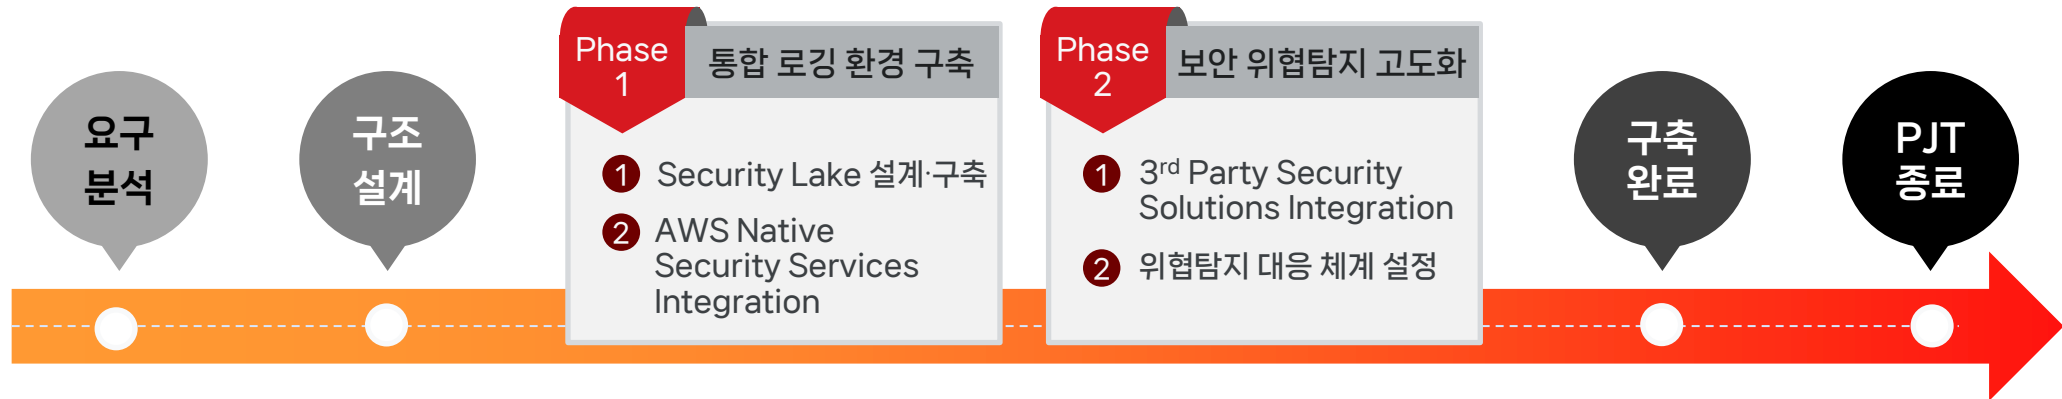 요구
분석
구조
설계
Phase
1
통합 로깅 환경 구축
1 Security Lake 설계·구축
2 AWS Native
Security Services
Integration
Phase
2
보안 위협탐지 고도화
1 3rd Party Security
Solutions Integration
2 위협탐지 대응 체계 설정
구축
완료
PJT
종료